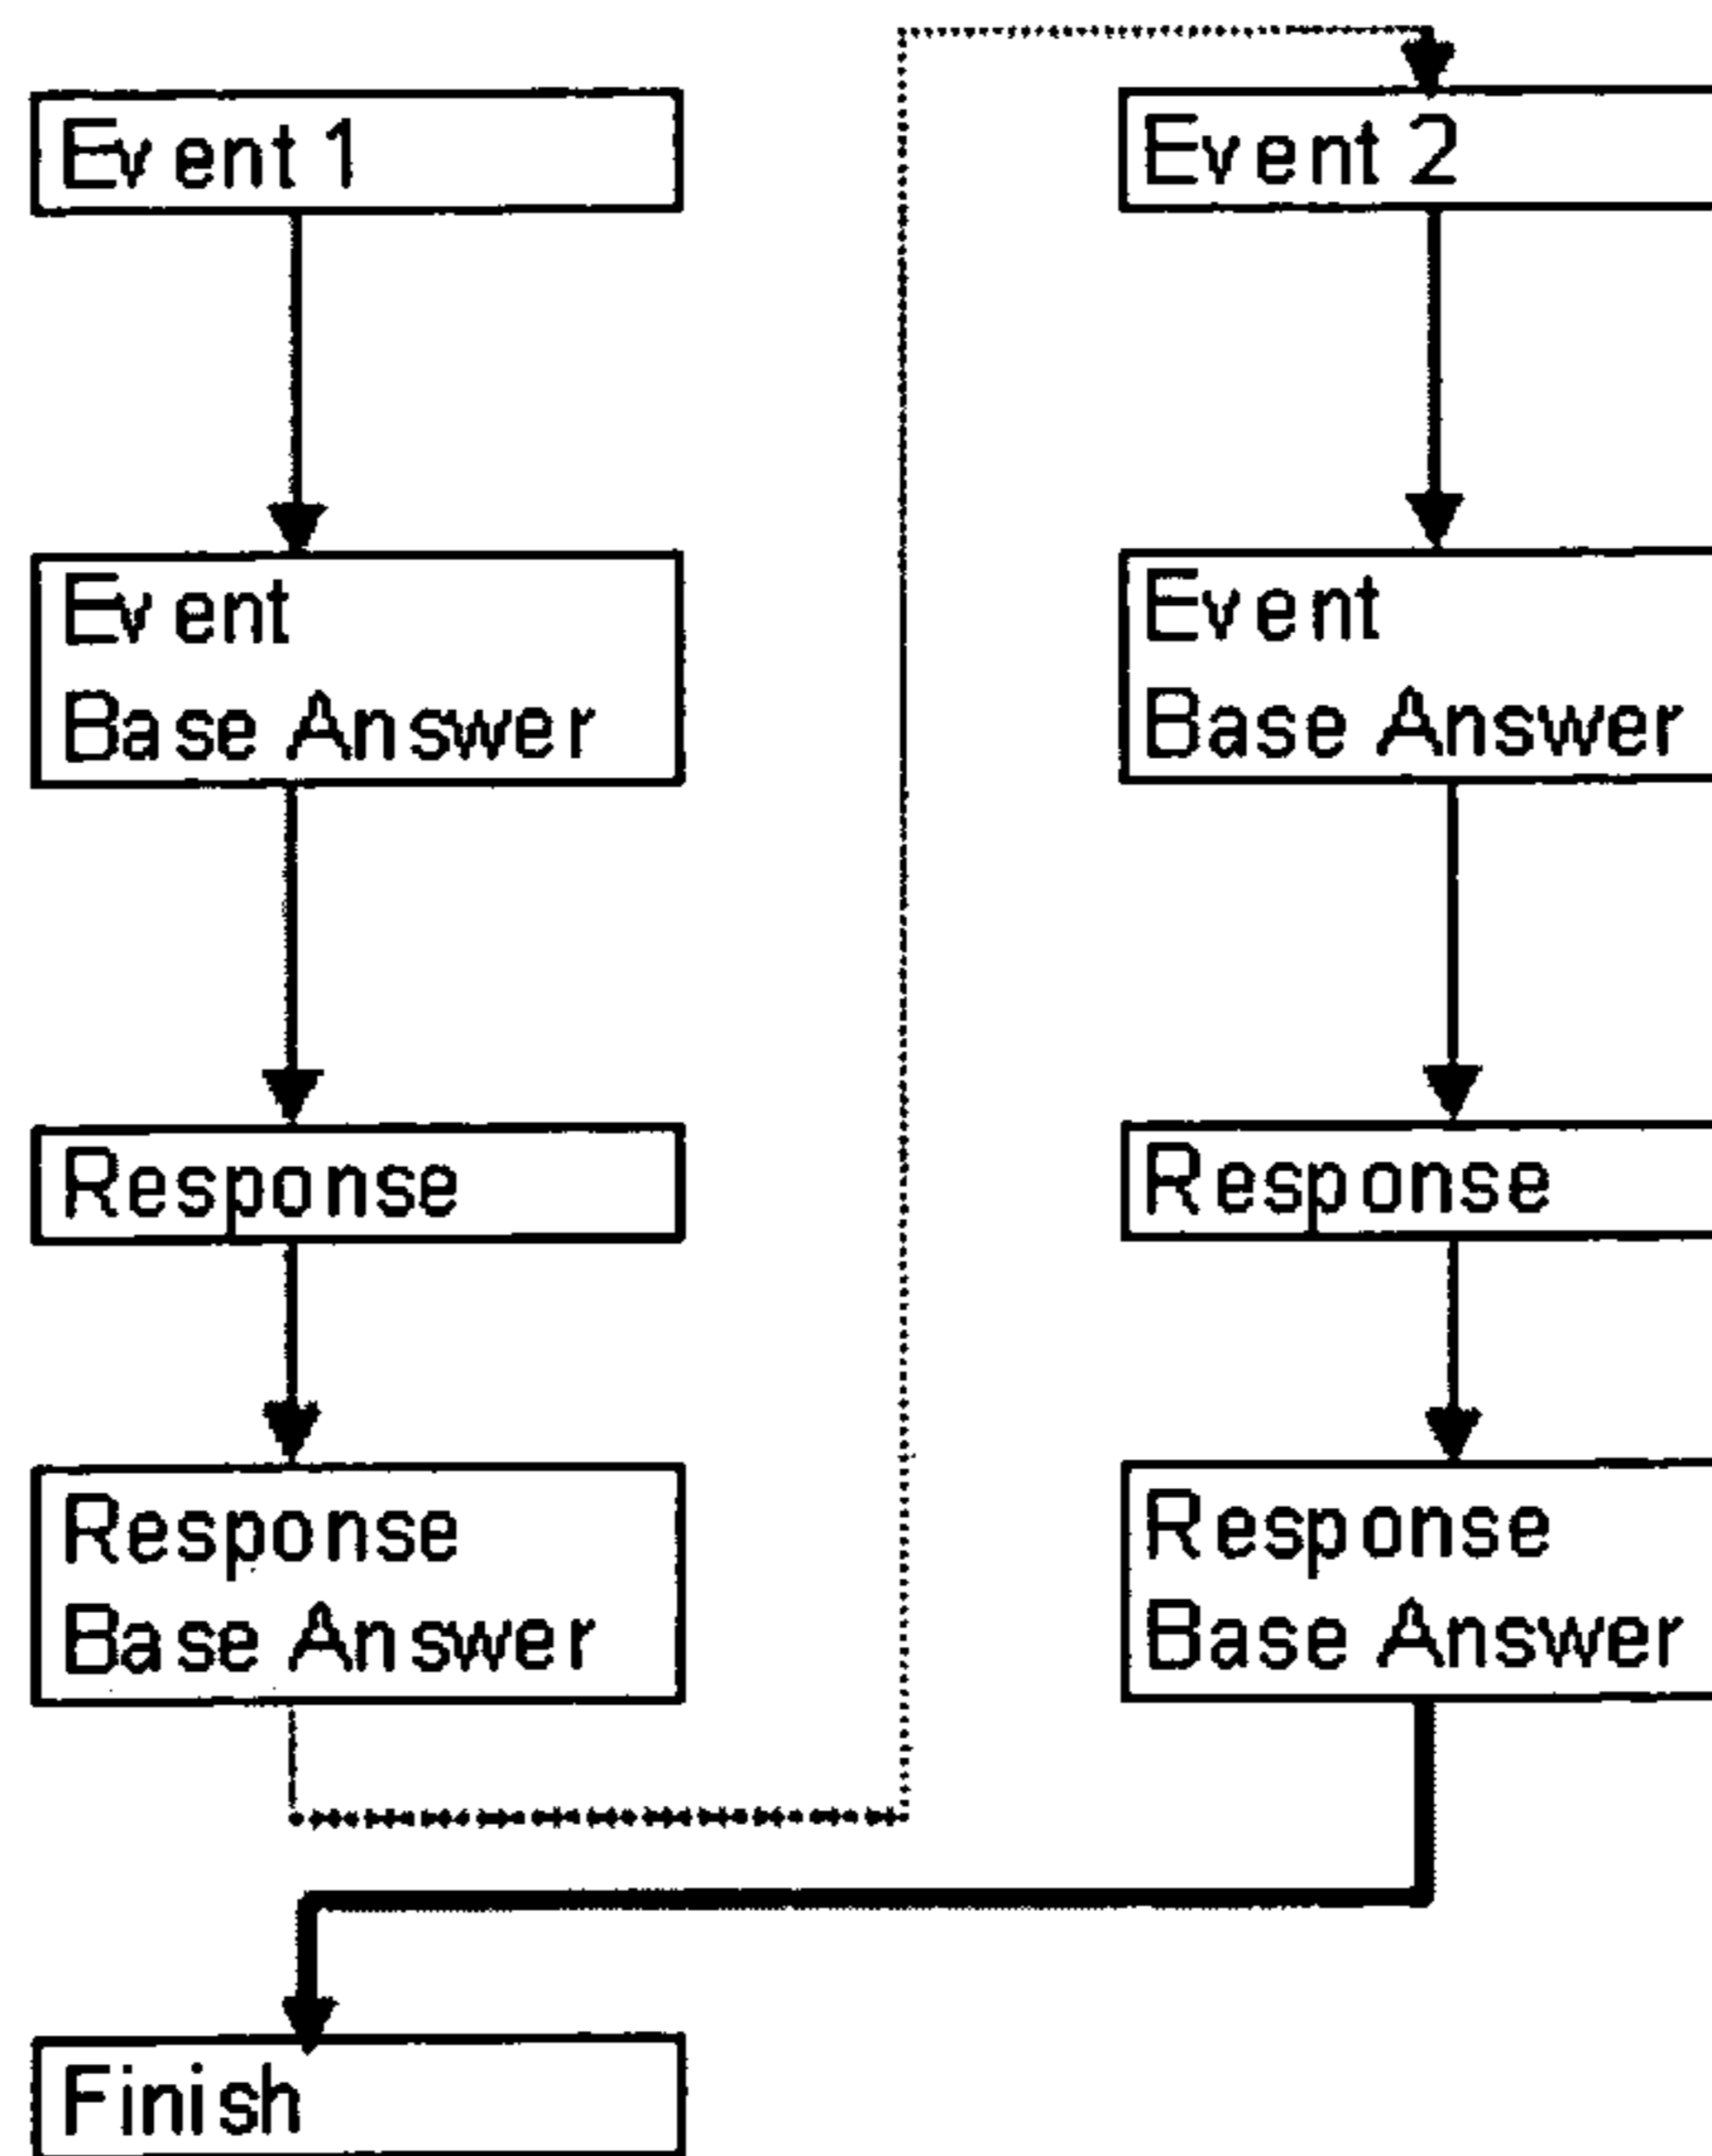 Event 1
Event
Base Answer
Response
Response
Base Answer
Event 2
Event
Base Answer
Response
Response
Base Answer
Finish